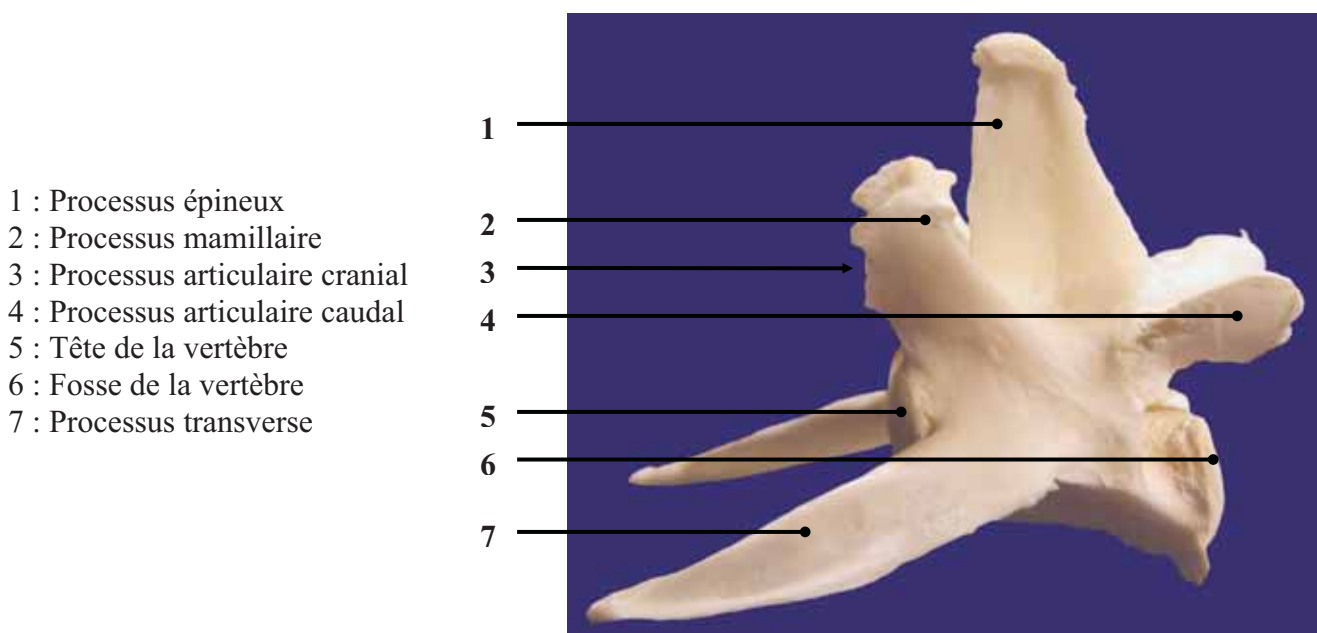 1 : Processus épineux
2 : Processus mamillaire
3 : Processus articulaire cranial
4 : Processus articulaire caudal
5 : Tête de la vertèbre
6 : Fosse de la vertèbre
7 : Processus transverse
1
2
3
4
5
6
7